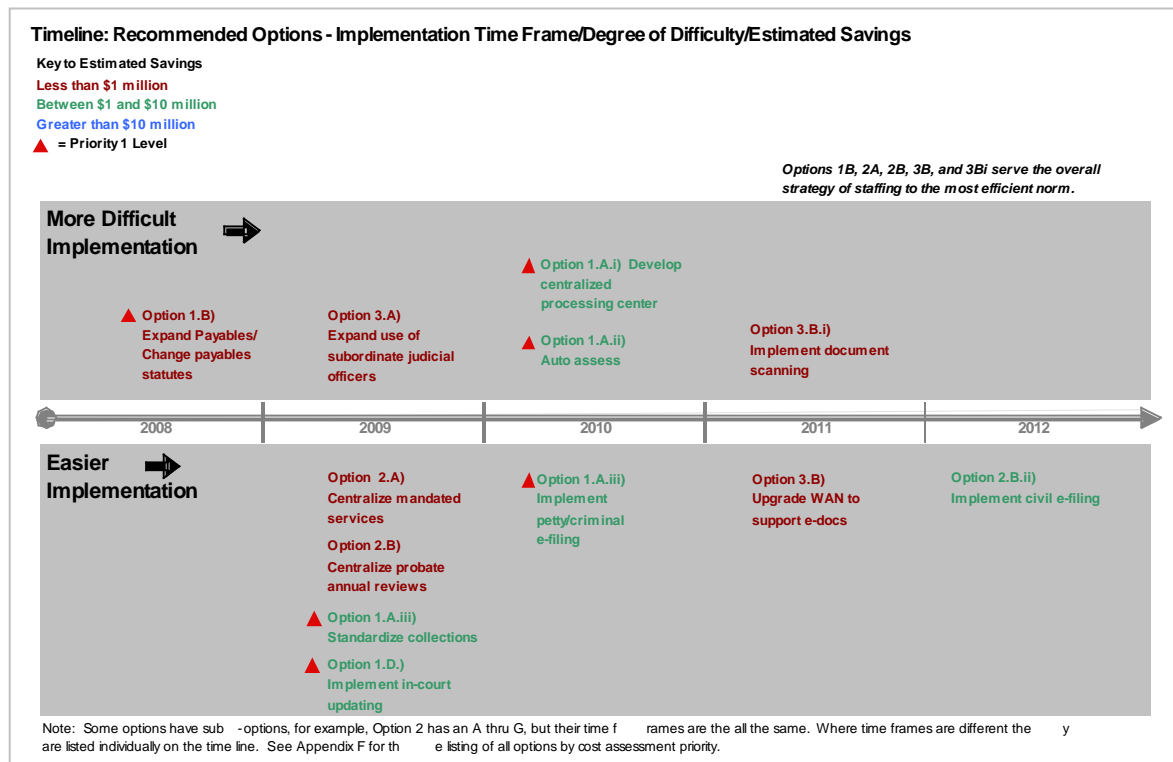 Timeline: Recommended Options - Implementation Time Frame/Degree of Difficulty/Estimated Savings
Key to Estimated Savings
Less than $1 million
Between $1 and $10 million
Greater than $10 million
= Priority 1 Level
Options 1B, 2A, 2B, 3B, and 3Bi serve the overall
strategy of staffing to the most efficient norm.
More Difficult
Implementation
Option 1.B)
Expand Payables/
Change payables
statutes
Option 3.A)
Expand use of
subordinate judicial
officers
Option 1.A.i) Develop
centralized
processing center
Option 1.A.ii)
Auto assess
Option 3.B.i)
Implement document
scanning
2008
2009
2010
2011
2012
Easier
Implementation
Option 2.A)
Centralize mandated
services
Option 2.B)
Centralize probate
annual reviews
Option 1.A.iii)
Standardize collections
Option 1.D.)
Implement in-court
updating
Option 1.A.iii)
Implement
petty/criminal
e-filing
Option 3.B)
Upgrade WAN to
support e-docs
Option 2.B.ii)
Implement civil e-filing
Note: Some options have sub -options, for example, Option 2 has an A thru G, but their time f rames are the all the same. Where time frames are different the y
are listed individually on the time line. See Appendix F for th e listing of all options by cost assessment priority.